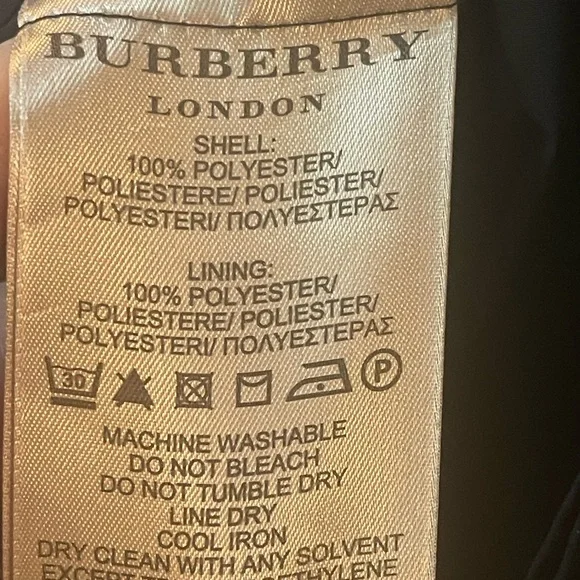 BURBERRY
LONDON
SHELL:
100% POLYESTER/
POLIESTERE/ POLIESTER/
POLYESTERI/ ΠΟΛΥΕΣΤΕΡΑΣ
LINING:
100% POLYESTER/
POLIESTERE/ POLIESTER/
POLYESTERI/ ΠΟΛΥΕΣΤΕΡΑΣ
30 P
MACHINE WASHABLE
DO NOT BLEACH
DO NOT TUMBLE DRY
LINE DRY
COOL IRON
DRY CLEAN WITH ANY SOLVENT
EXCEPT